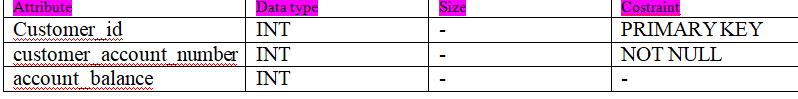 Attribute Data type Size Costraint
Customer_id INT - PRIMARY KEY
customer_account_number INT - NOT NULL
account_balance INT - -